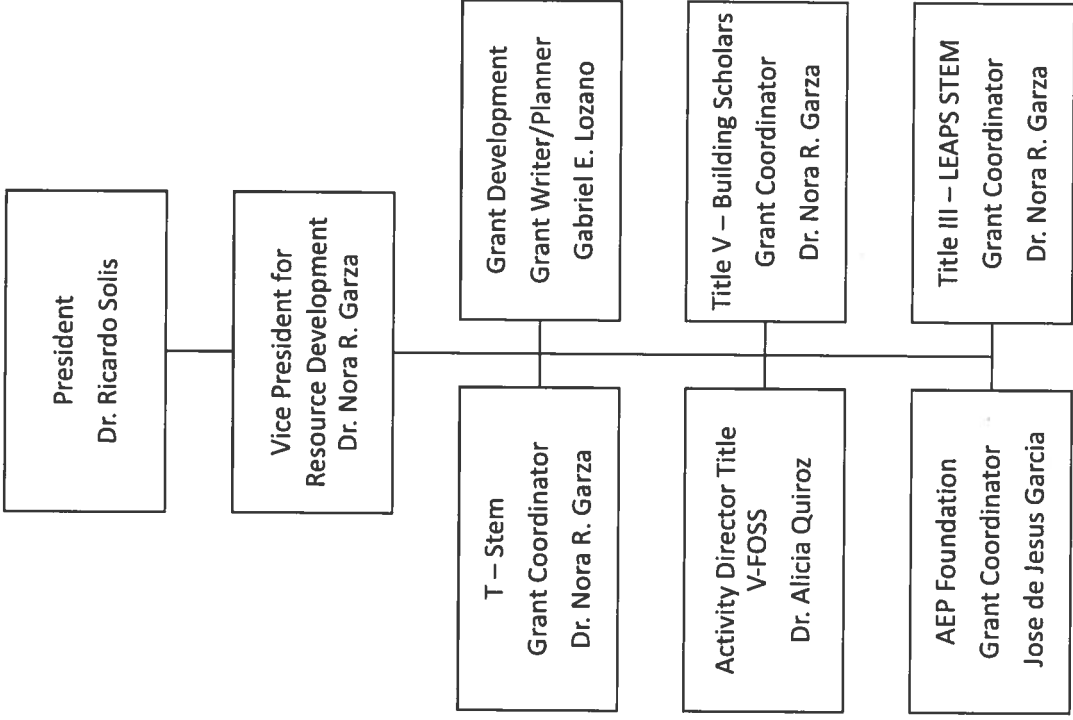 President
Dr. Ricardo Solis
Vice President for
Resource Development
Dr. Nora R. Garza
T – Stem
Grant Coordinator
Dr. Nora R. Garza
Grant Development
Grant Writer/Planner
Gabriel E. Lozano
Activity Director Title
V-FOSS
Dr. Alicia Quiroz
Title V – Building Scholars
Grant Coordinator
Dr. Nora R. Garza
AEP Foundation
Grant Coordinator
Jose de Jesus Garcia
Title III – LEAPS STEM
Grant Coordinator
Dr. Nora R. Garza